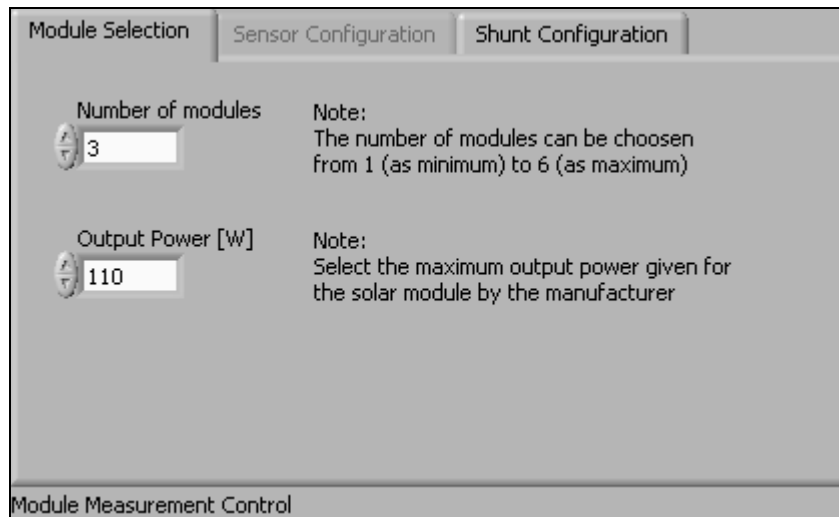 Module Selection
Sensor Configuration
Shunt Configuration
Number of modules
3
Note:
The number of modules can be choosen
from 1 (as minimum) to 6 (as maximum)
Output Power [W]
110
Note:
Select the maximum output power given for
the solar module by the manufacturer
Module Measurement Control